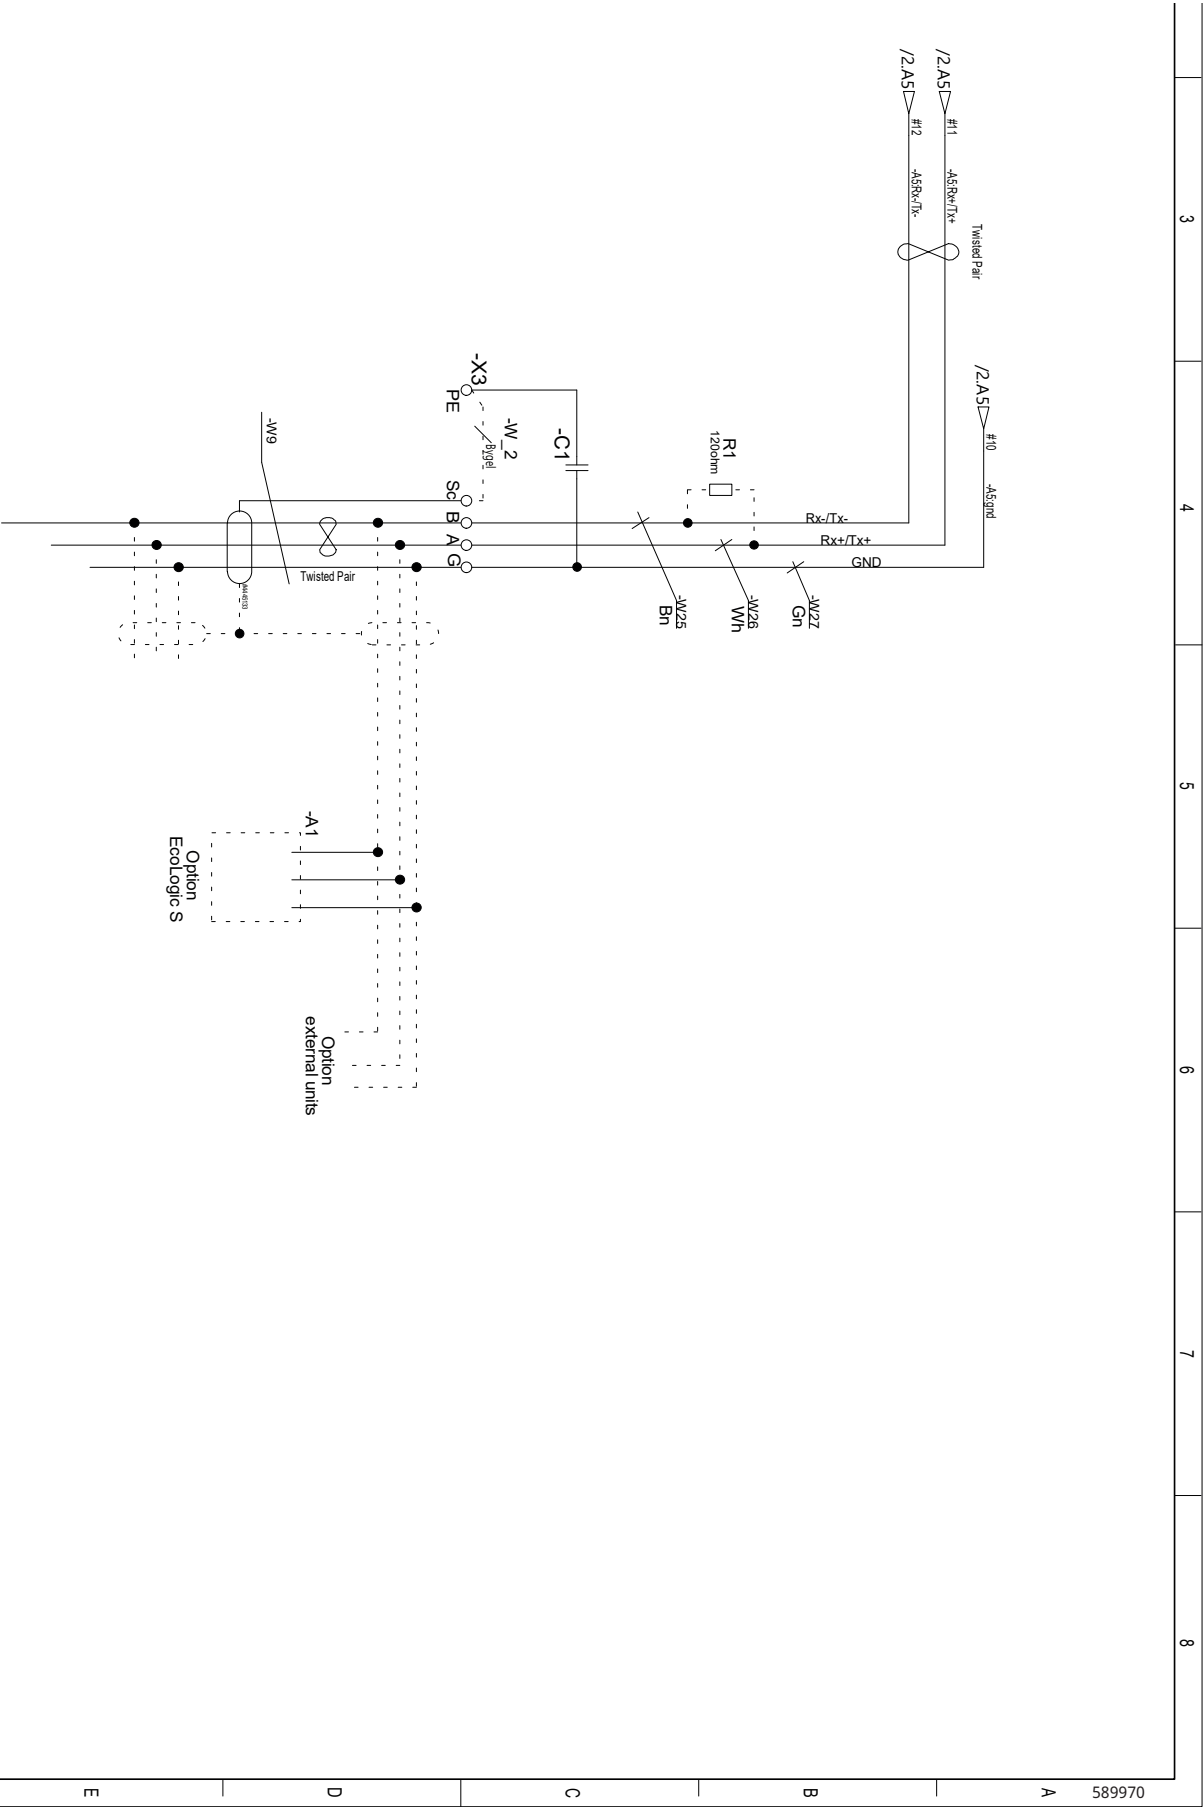 3
4
5
6
7
8
/2.A5
#11
-A5:Rx+/Tx+
/2.A5
#12
-A5:Rx-/Tx-
Twisted Pair
/2.A5
#10
-A5:gnd
Rx-/Tx-
Rx+/Tx+
GND
R1
120ohm
-W25
Bn
-W26
Wh
-W27
Gn
-C1
-X3
PE
-W_2
Bygel
Sc
B
A
G
-W9
Twisted Pair
-A1
Option
EcoLogic S
Option
external units
A
B
C
D
E
589970